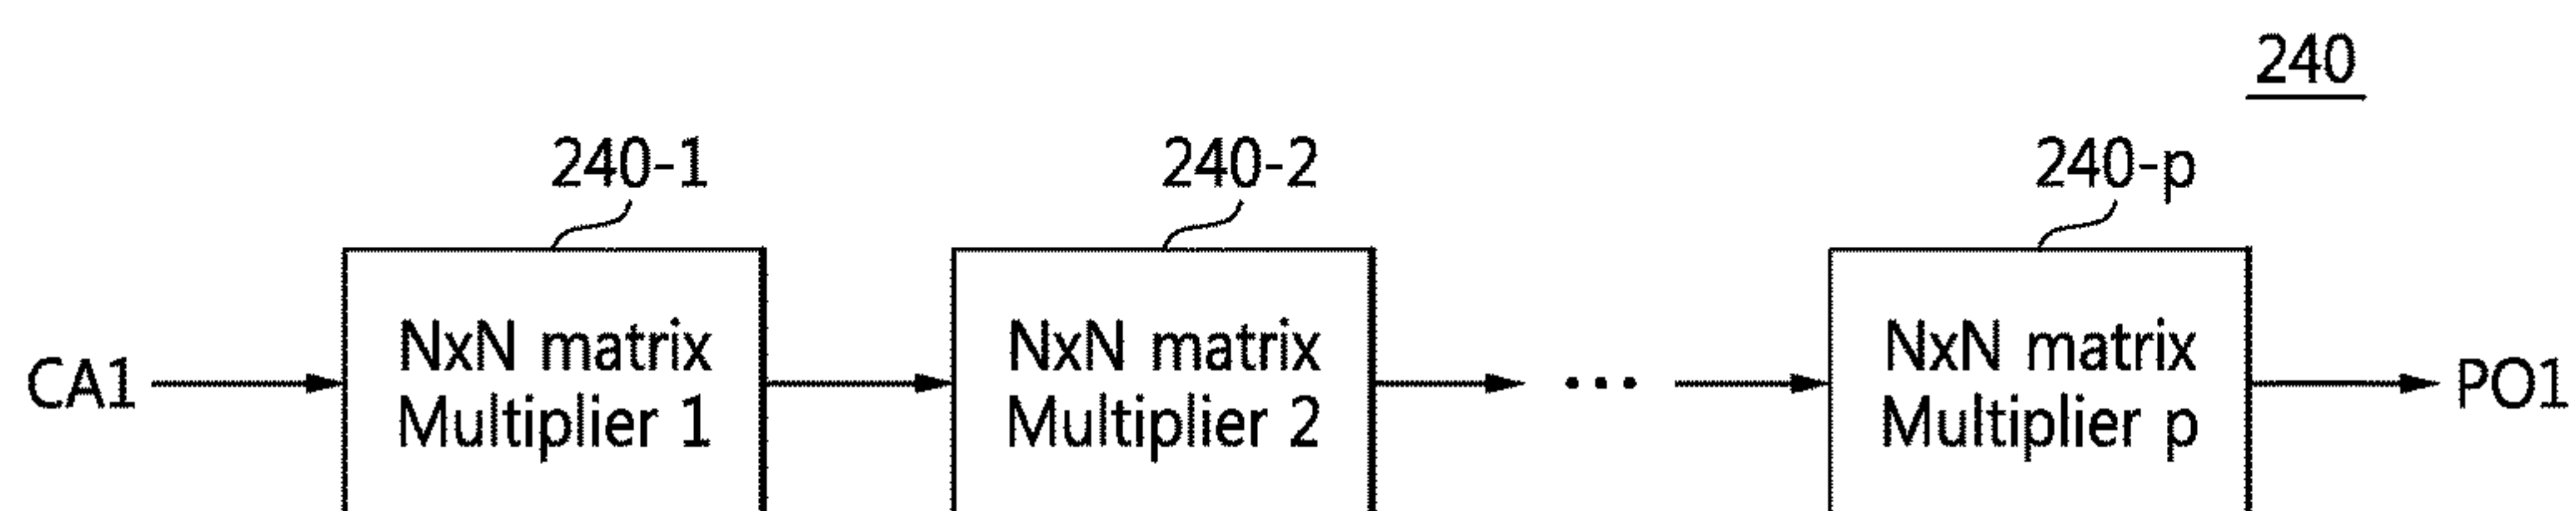 240
240-1
240-2
240-p
CA1
NxN matrix
Multiplier 1
NxN matrix
Multiplier 2
...
NxN matrix
Multiplier p
PO1